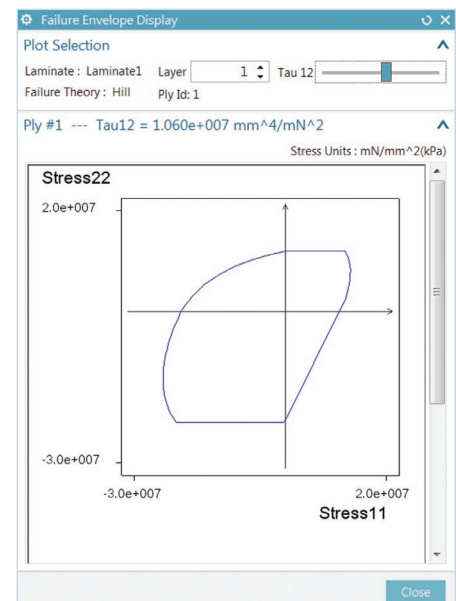 Failure Envelope Display
Plot Selection
Laminate : Laminate1 Layer 1 Tau 12
Failure Theory : Hill Ply Id: 1
Ply #1 --- Tau12 = 1.060e+007 mm^4/mN^2
Stress Units : mN/mm^2(kPa)
Stress22
2.0e+007
-3.0e+007
-3.0e+007 2.0e+007
Stress11
Close